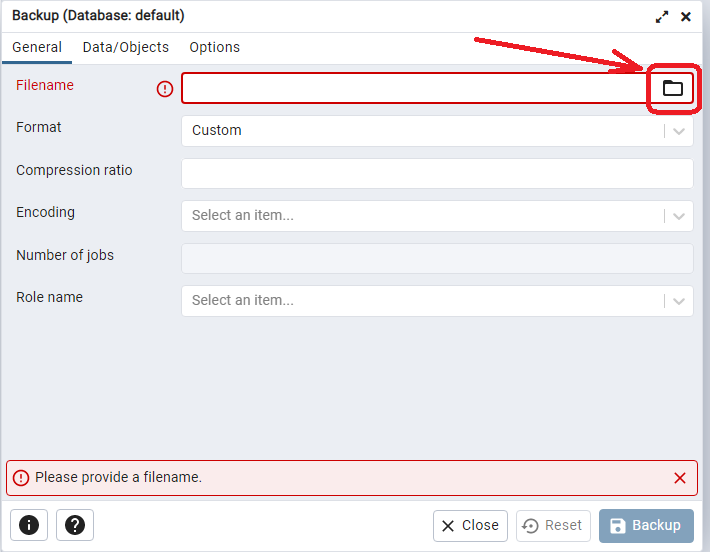 Backup (Database: default)
General Data/Objects Options
Filename
Format Custom
Compression ratio
Encoding Select an item...
Number of jobs
Role name Select an item...
Please provide a filename.
Close Reset Backup